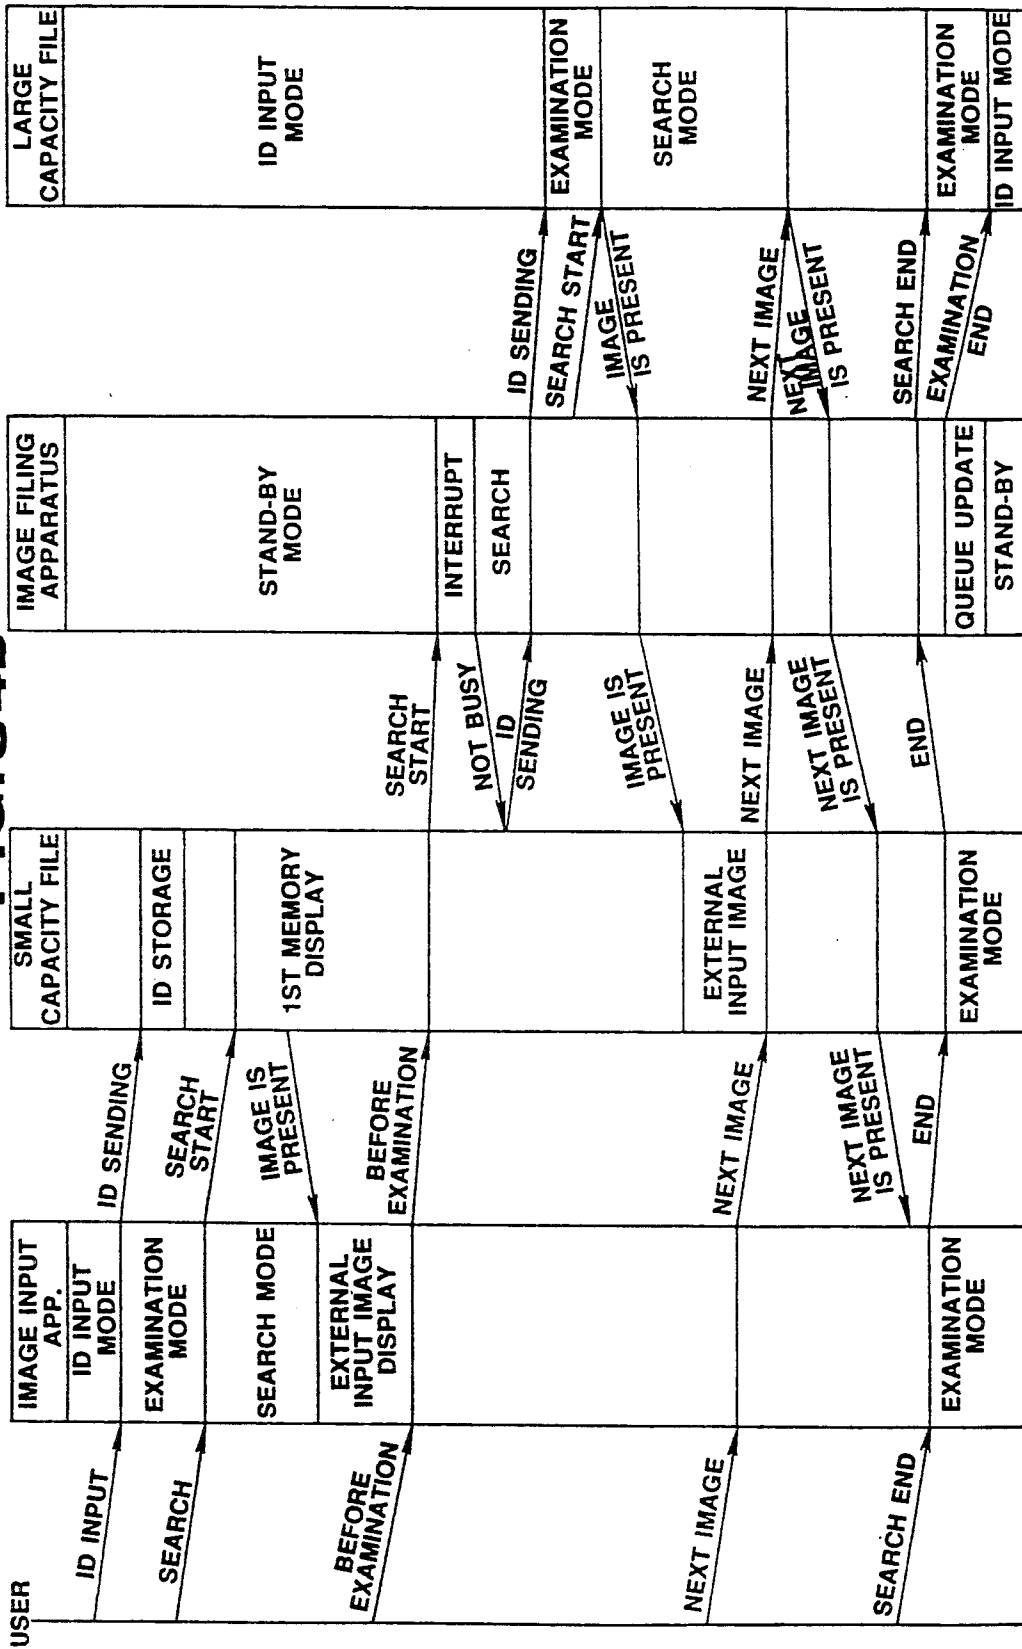 USER
ID INPUT
SEARCH
BEFORE
EXAMINATION
NEXT IMAGE
SEARCH END
IMAGE INPUT
APP.
ID INPUT
MODE
EXAMINATION
MODE
SEARCH MODE
EXTERNAL
INPUT IMAGE
DISPLAY
EXAMINATION
MODE
ID SENDING
SEARCH
START
IMAGE IS
PRESENT
BEFORE
EXAMINATION
NEXT IMAGE
NEXT IMAGE
IS PRESENT
END
SMALL
CAPACITY FILE
ID STORAGE
1ST MEMORY
DISPLAY
EXTERNAL
INPUT IMAGE
EXAMINATION
MODE
SEARCH
START
NOT BUSY
ID
SENDING
IMAGE IS
PRESENT
NEXT IMAGE
NEXT IMAGE
IS PRESENT
END
IMAGE FILING
APPARATUS
STAND-BY
MODE
INTERRUPT
SEARCH
QUEUE UPDATE
STAND-BY
ID SENDING
SEARCH START
IMAGE
IS PRESENT
NEXT IMAGE
NEXT
IMAGE
IS PRESENT
SEARCH END
EXAMINATION
END
LARGE
CAPACITY FILE
ID INPUT
MODE
EXAMINATION
MODE
SEARCH
MODE
EXAMINATION
MODE
ID INPUT MODE